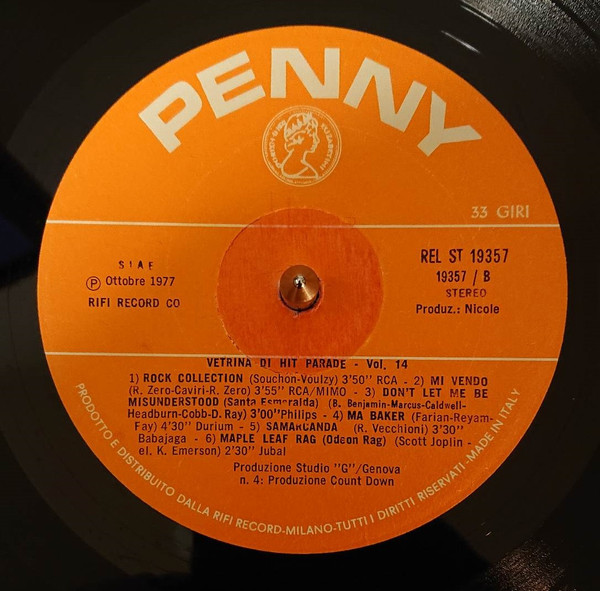 PENNY
33 GIRI
SIAE
Ⓟ Ottobre 1977
RIFI RECORD CO
REL ST 19357
19357 / B
STEREO
Produz.: Nicole
VETRINA DI HIT PARADE - Vol. 14
1) ROCK COLLECTION (Souchon-Voulzy) 3'50'' RCA - 2) MI VENDO
(R. Zero-Caviri-R. Zero) 3'55'' RCA/MIMO - 3) DON'T LET ME BE
MISUNDERSTOOD (Santa Esmeralda) (B. Benjamin-Marcus-Caldwell-
Headburn-Cobb-D. Ray) 3'00''Philips - 4) MA BAKER (Farian-Reyam-
Fay) 4'30'' Durium - 5) SAMARCANDA (R. Vecchioni) 3'30''
Babajaga - 6) MAPLE LEAF RAG (Odeon Rag) (Scott Joplin -
el. K. Emerson) 2'30'' Jubal
Produzione Studio ''G''/Genova
n. 4: Produzione Count Down
PRODOTTO E DISTRIBUITO DALLA RIFI RECORD-MILANO-TUTTI I DIRITTI RISERVATI-MADE IN ITALY